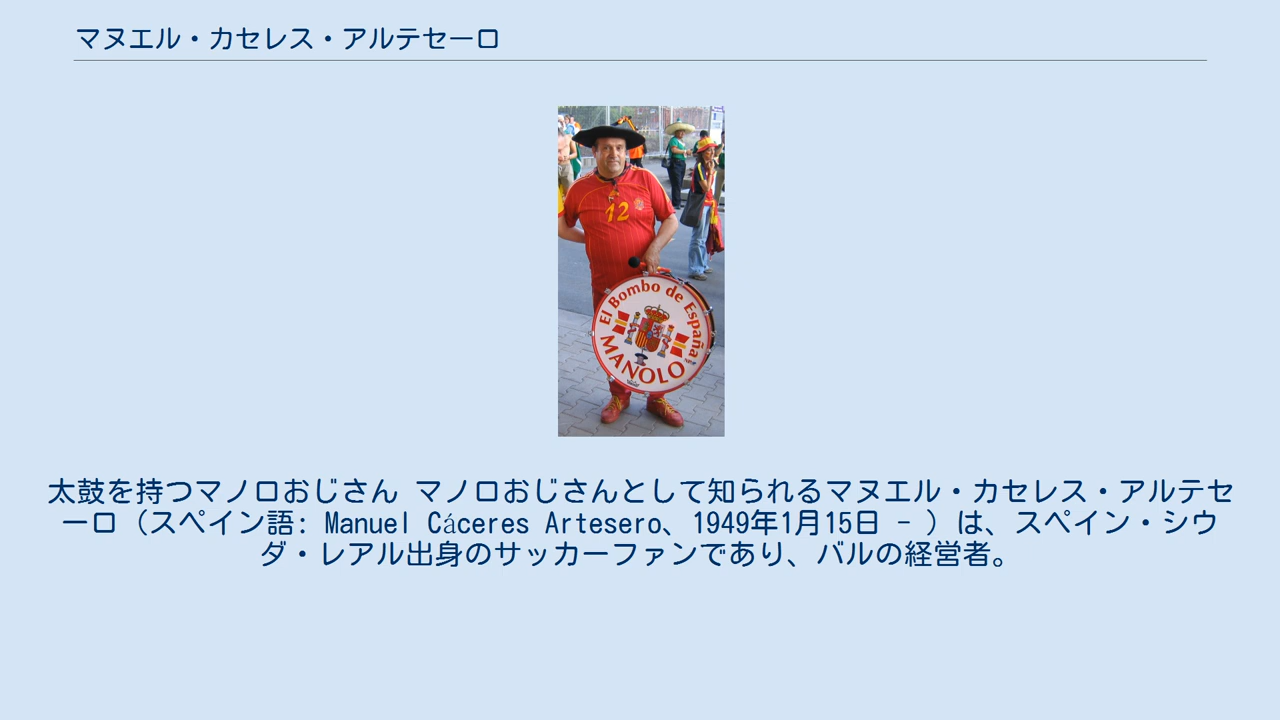 マヌエル・カセレス・アルテセーロ
12
El Bombo de España
MANOLO
太鼓を持つマノロおじさん マノロおじさんとして知られるマヌエル・カセレス・アルテセ
ーロ（スペイン語: Manuel Cáceres Artesero、1949年1月15日 - ）は、スペイン・シウ
ダ・レアル出身のサッカーファンであり、バルの経営者。